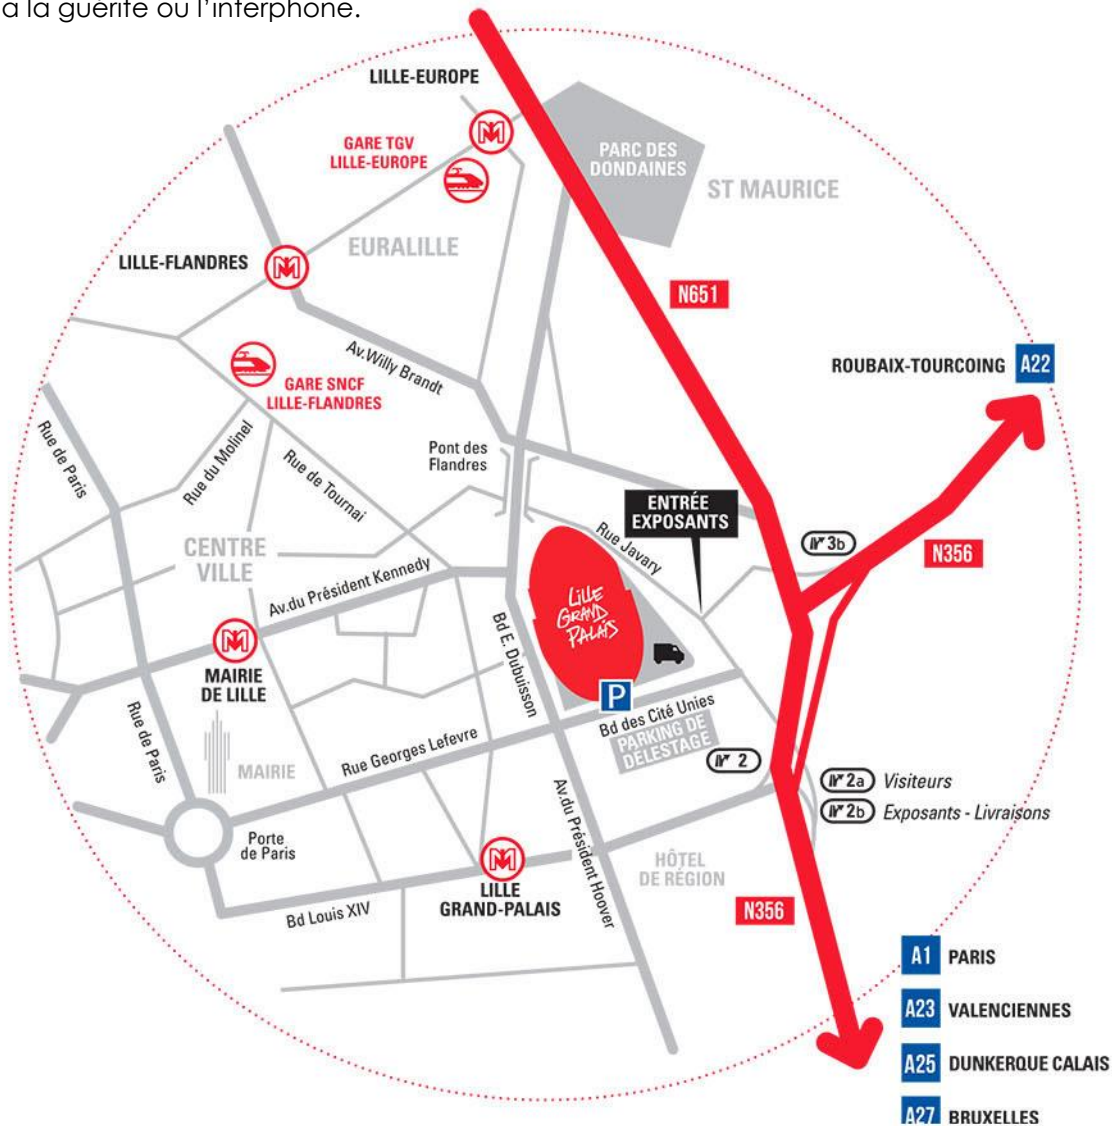 à la guérite ou l'interphone.
LILLE-EUROPE
GARE TGV
LILLE-EUROPE
PARC DES
DONDAINES
ST MAURICE
EURALILLE
LILLE-FLANDRES
N651
Av.Willy Brandt
ROUBAIX-TOURCOING A22
GARE SNCF
LILLE-FLANDRES
Rue de Paris
Rue du Molinel
Rue de Tournai
Pont des
Flandres
ENTRÉE
EXPOSANTS
Rue Javary
CENTRE
VILLE
3b
N356
Av.du Président Kennedy
LILLE
GRAND
PALAIS
Bd E. Dubuisson
MAIRIE
DE LILLE
P
Bd des Cité Unies
PARKING DE
DÉLESTAGE
Rue de Paris
Rue Georges Lefevre
MAIRIE
2
2a Visiteurs
2b Exposants - Livraisons
Av.du Président Hoover
Porte
de Paris
HÔTEL
DE RÉGION
LILLE
GRAND-PALAIS
Bd Louis XIV
N356
A1 PARIS
A23 VALENCIENNES
A25 DUNKERQUE CALAIS
A27 BRUXELLES